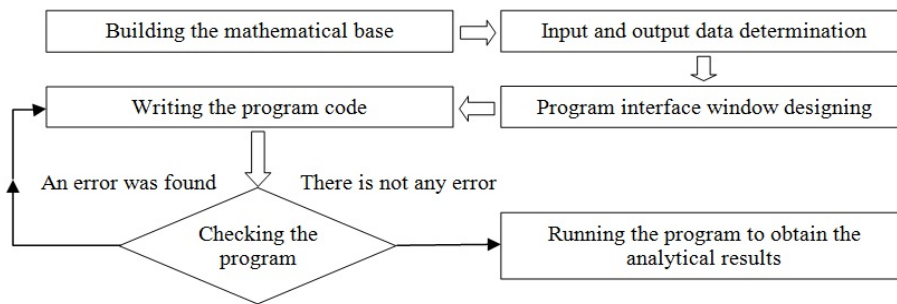 Building the mathematical base
Input and output data determination
Writing the program code
Program interface window designing
An error was found
There is not any error
Checking the
program
Running the program to obtain the
analytical results